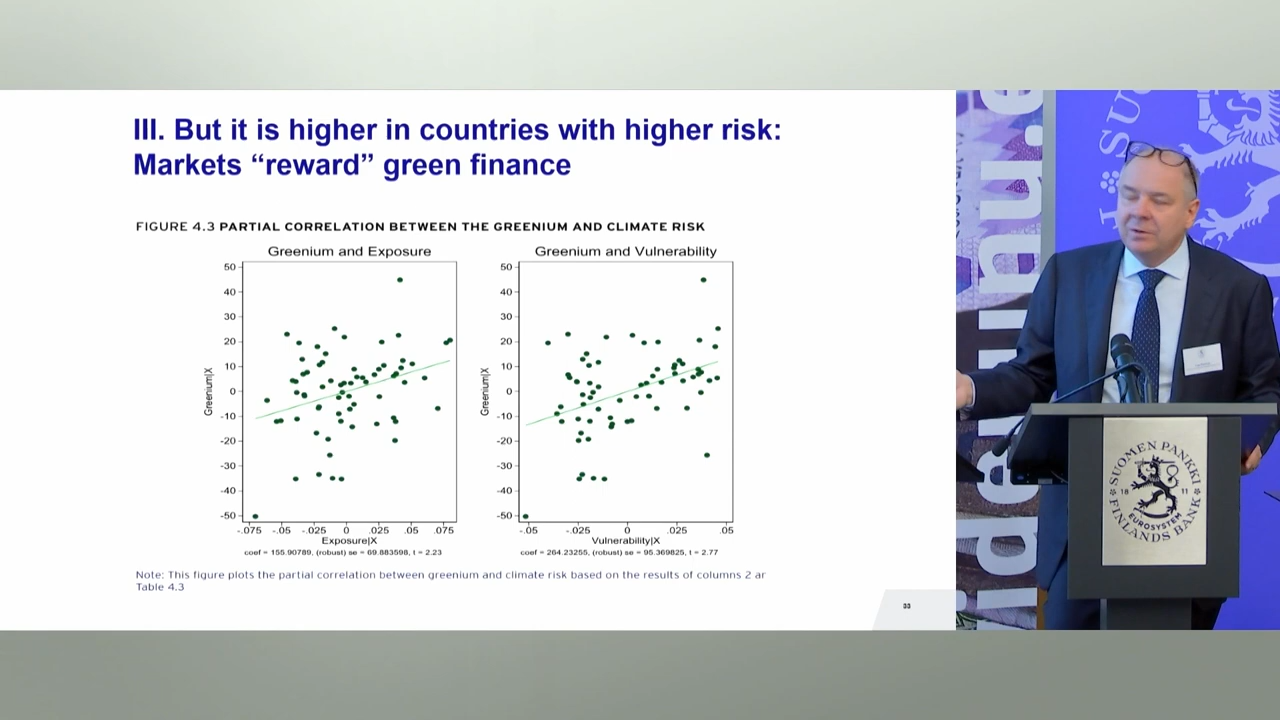 III. But it is higher in countries with higher risk:
Markets “reward” green finance
FIGURE 4.3 PARTIAL CORRELATION BETWEEN THE GREENIUM AND CLIMATE RISK
Greenium and Exposure
Greenium|X
50
40
30
20
10
0
-10
-20
-30
-40
-50
-.075 -.05 -.025 0 .025 .05 .075
Exposure|X
coef = 155.90789, (robust) se = 69.883598, t = 2.23
Greenium and Vulnerability
Greenium|X
50
40
30
20
10
0
-10
-20
-30
-40
-50
-.05 -.025 0 .025 .05
Vulnerability|X
coef = 264.23255, (robust) se = 95.369825, t = 2.77
Note: This figure plots the partial correlation between greenium and climate risk based on the results of columns 2 ar
Table 4.3
33
SUOMEN PANKKI
18 11
EUROSYSTEM
FINLANDS BANK